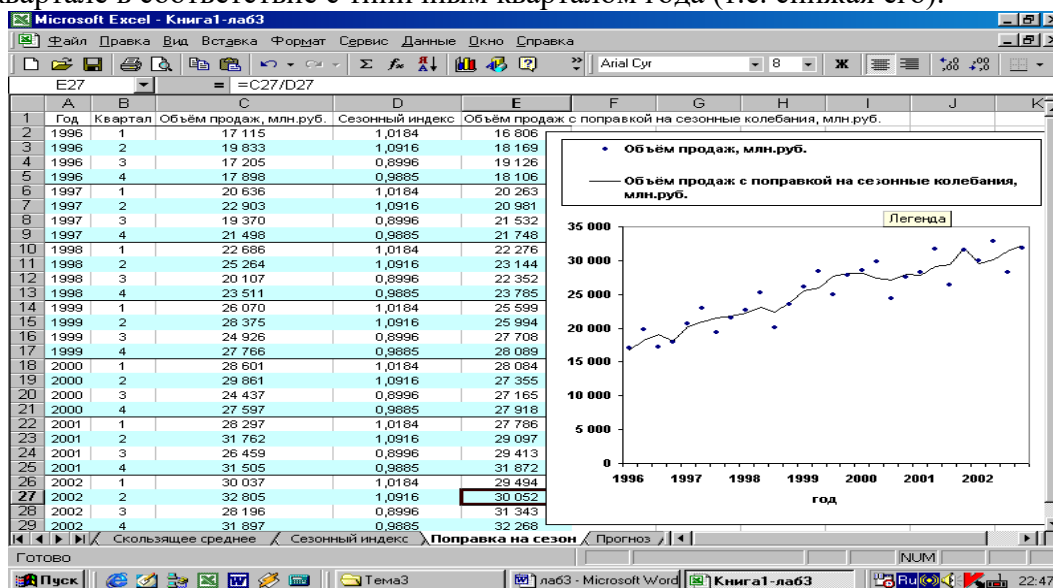 квартале в соответствие с типичным кварталом года (т.е. снижая его).
Microsoft Excel - Книга1-лаб3
Файл Правка Вид Вставка Формат Сервис Данные Окно Справка
Arial Cyr 8 Ж
E27 = =C27/D27
A B C D E F G H I J K
1 Год Квартал Объём продаж, млн.руб. Сезонный индекс Объём продаж с поправкой на сезонные колебания, млн.руб.
2 1996 1 17 115 1,0184 16 806
3 1996 2 19 833 1,0916 18 169
4 1996 3 17 205 0,8996 19 126
5 1996 4 17 898 0,9885 18 106
6 1997 1 20 636 1,0184 20 263
7 1997 2 22 903 1,0916 20 981
8 1997 3 19 370 0,8996 21 532
9 1997 4 21 498 0,9885 21 748
10 1998 1 22 686 1,0184 22 276
11 1998 2 25 264 1,0916 23 144
12 1998 3 20 107 0,8996 22 352
13 1998 4 23 511 0,9885 23 785
14 1999 1 26 070 1,0184 25 599
15 1999 2 28 375 1,0916 25 994
16 1999 3 24 926 0,8996 27 708
17 1999 4 27 766 0,9885 28 089
18 2000 1 28 601 1,0184 28 084
19 2000 2 29 861 1,0916 27 355
20 2000 3 24 437 0,8996 27 165
21 2000 4 27 597 0,9885 27 918
22 2001 1 28 297 1,0184 27 786
23 2001 2 31 762 1,0916 29 097
24 2001 3 26 459 0,8996 29 413
25 2001 4 31 505 0,9885 31 872
26 2002 1 30 037 1,0184 29 494
27 2002 2 32 805 1,0916 30 052
28 2002 3 28 196 0,8996 31 343
29 2002 4 31 897 0,9885 32 268
Объём продаж, млн.руб.
Объём продаж с поправкой на сезонные колебания,
млн.руб.
Легенда
35 000
30 000
25 000
20 000
15 000
10 000
5 000
0
1996 1997 1998 1999 2000 2001 2002
год
Скользящее среднее Сезонный индекс Поправка на сезон Прогноз
Готово NUM
Пуск Тема3 лаб3 - Microsoft Word Книга1-лаб3 Ru 22:47